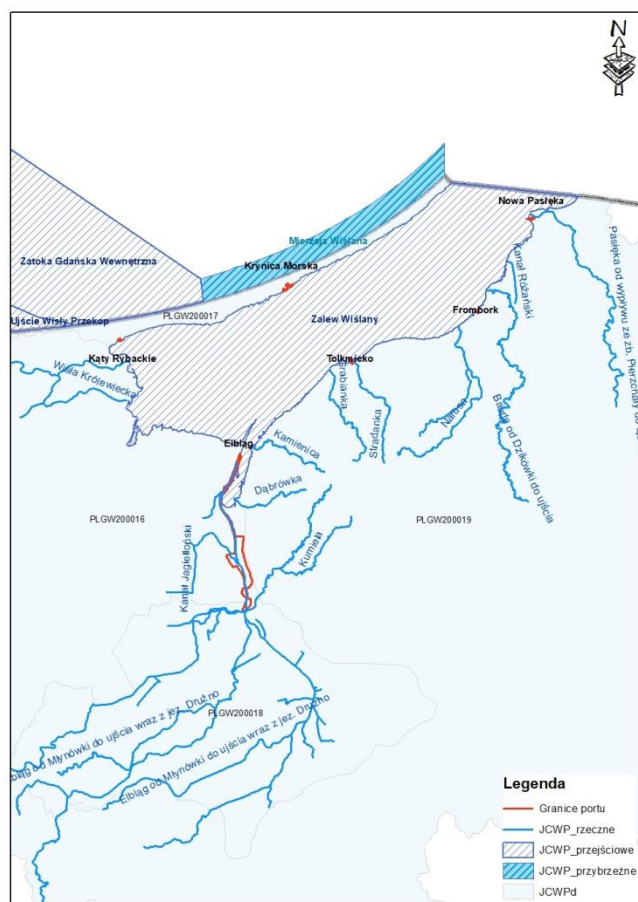 N
Nowa Pasłęka
Mierzeja Wiślana
Zatoka Gdańska Wewnętrzna
Krynica Morska
Kanał Różański
Pasłęka od wypływu ze zb. Pierzchały do
PLGW200017
Ujście Wisły Przekop
Zalew Wiślany
Frombork
Kąty Rybackie
Tolkmicko
Wisła Królewiecka
Grabianka
Stradanka
Narusa
Bauda od Dzikówki do ujścia
Elbląg
Kamienica
Dąbrówka
PLGW200016
PLGW200019
Kumiela
Kanał Jagielloński
Elbląg od Młynówki do ujścia wraz z jez. Drużno
PLGW200018
Elbląg od Młynówki do ujścia wraz z jez. Drużno
Legenda
Granice portu
JCWP_rzeczne
JCWP_przejściowe
JCWP_przybrzeżne
JCWPd